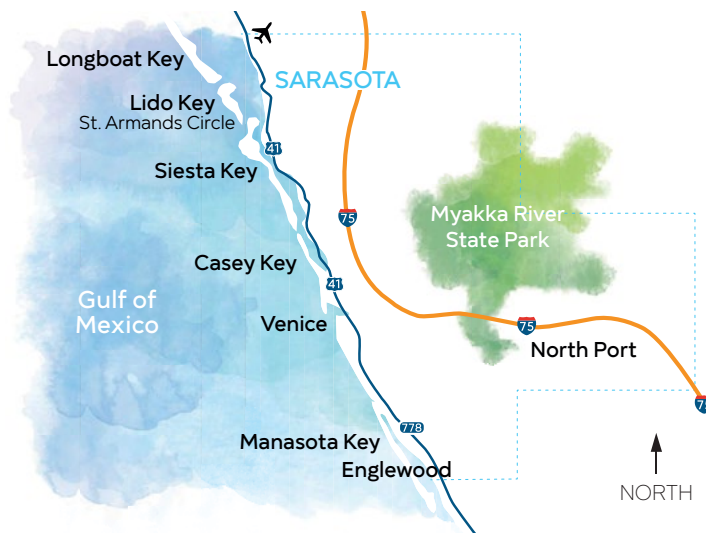 Longboat Key
SARASOTA
Lido Key
St. Armands Circle
41
Siesta Key
75
Myakka River
State Park
Casey Key
41
Gulf of
Mexico
Venice
75
North Port
778
Manasota Key
Englewood
NORTH